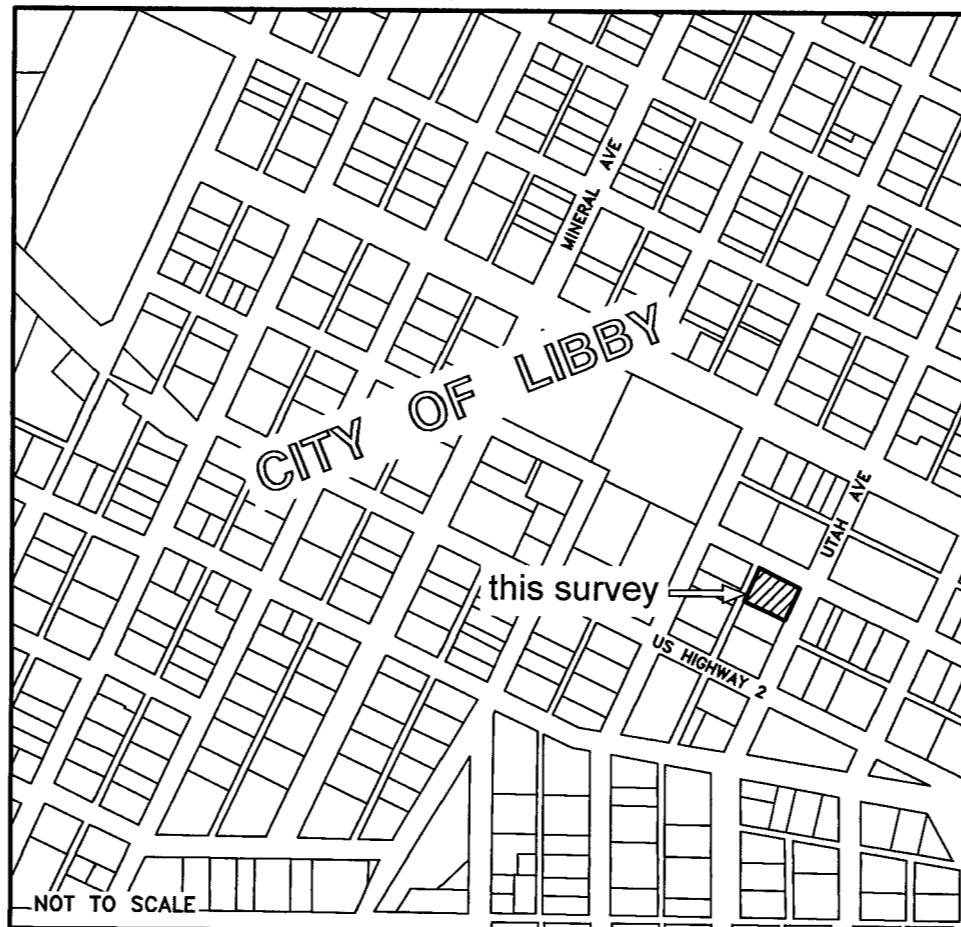 MINERAL AVE
CITY OF LIBBY
UTAH AVE
this survey
US HIGHWAY 2
NOT TO SCALE